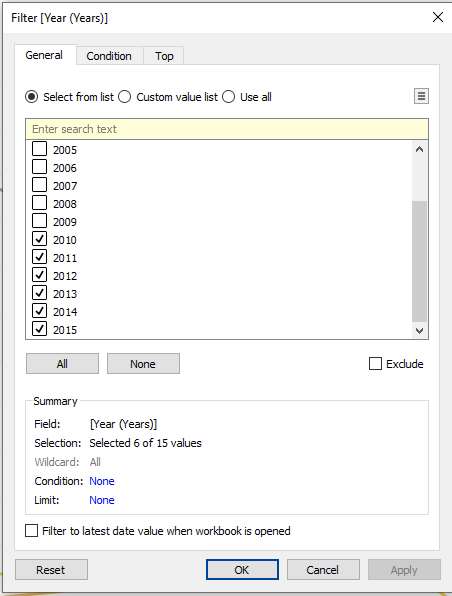 Filter [Year (Years)]
General Condition Top
Select from list Custom value list Use all
Enter search text
2005
2006
2007
2008
2009
2010
2011
2012
2013
2014
2015
All None Exclude
Summary
Field: [Year (Years)]
Selection: Selected 6 of 15 values
Wildcard: All
Condition: None
Limit: None
Filter to latest date value when workbook is opened
Reset OK Cancel Apply